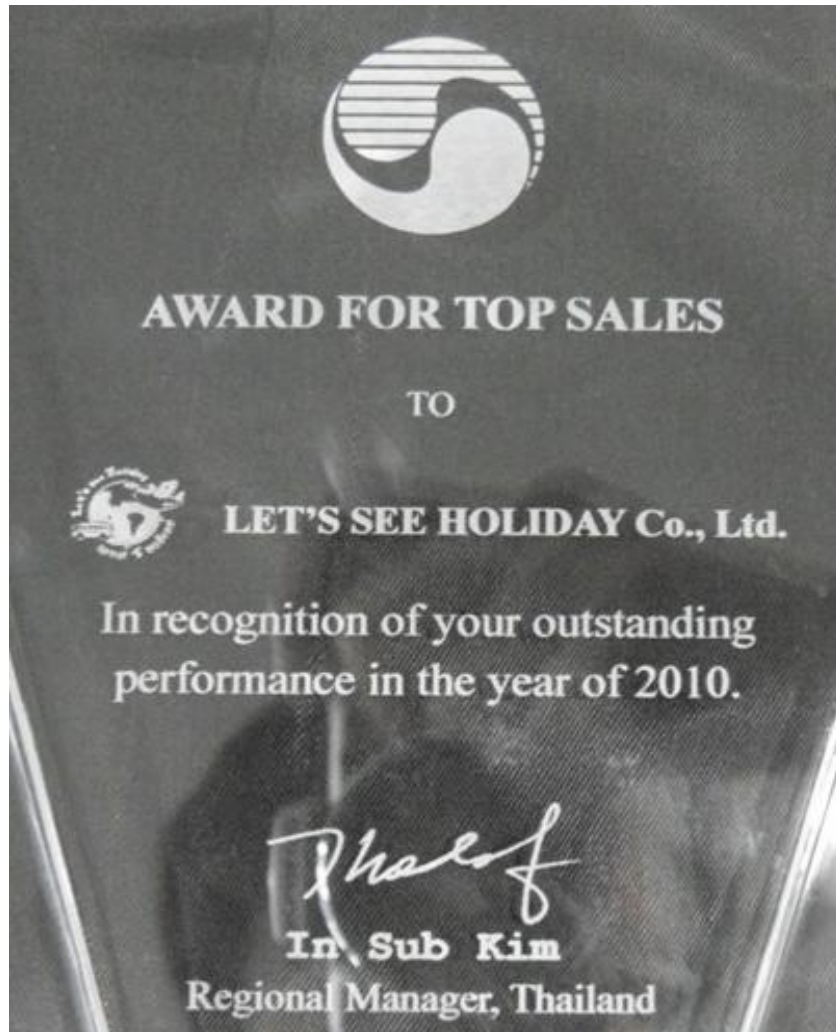 AWARD FOR TOP SALES
TO
LET'S SEE HOLIDAY Co., Ltd.
In recognition of your outstanding
performance in the year of 2010.
In Sub Kim
Regional Manager, Thailand